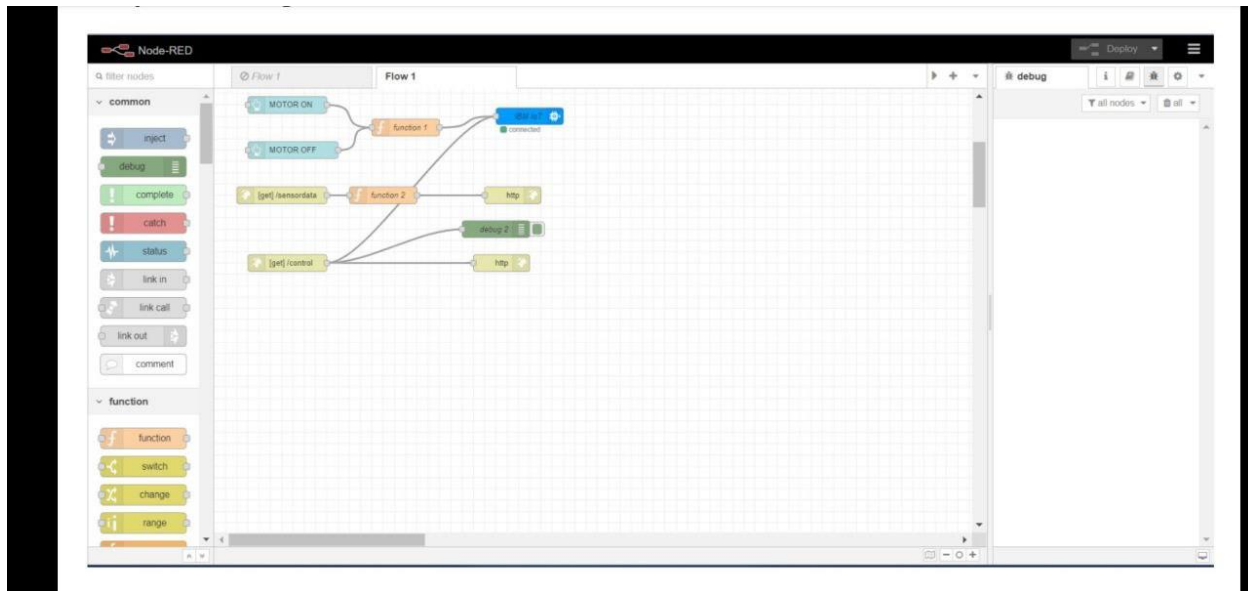 Node-RED
Deploy
filter nodes
Flow 1
Flow 1
debug
i
all nodes
all
common
inject
debug
complete
catch
status
link in
link call
link out
comment
function
function
switch
change
range
MOTOR ON
MOTOR OFF
function 1
IBM IoT
connected
[get] /sensordata
function 2
http
debug 2
[get] /control
http